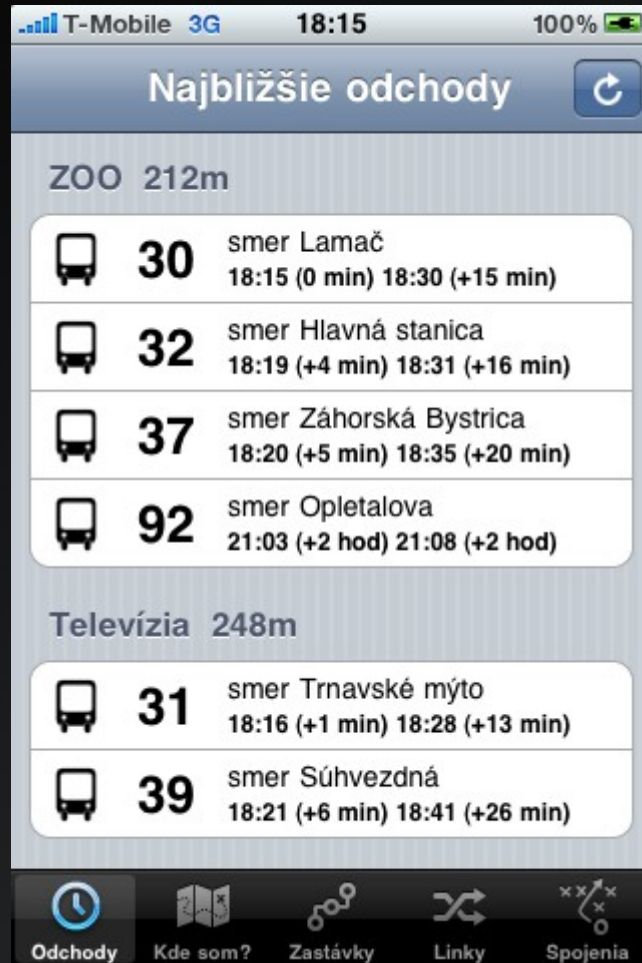 T-Mobile 3G 18:15 100%
Najbližšie odchody
ZOO 212m
30 smer Lamač
18:15 (0 min) 18:30 (+15 min)
32 smer Hlavná stanica
18:19 (+4 min) 18:31 (+16 min)
37 smer Záhorská Bystrica
18:20 (+5 min) 18:35 (+20 min)
92 smer Opletalova
21:03 (+2 hod) 21:08 (+2 hod)
Televízia 248m
31 smer Trnavské mýto
18:16 (+1 min) 18:28 (+13 min)
39 smer Súhvezdná
18:21 (+6 min) 18:41 (+26 min)
Odchody Kde som? Zastávky Linky Spojenia